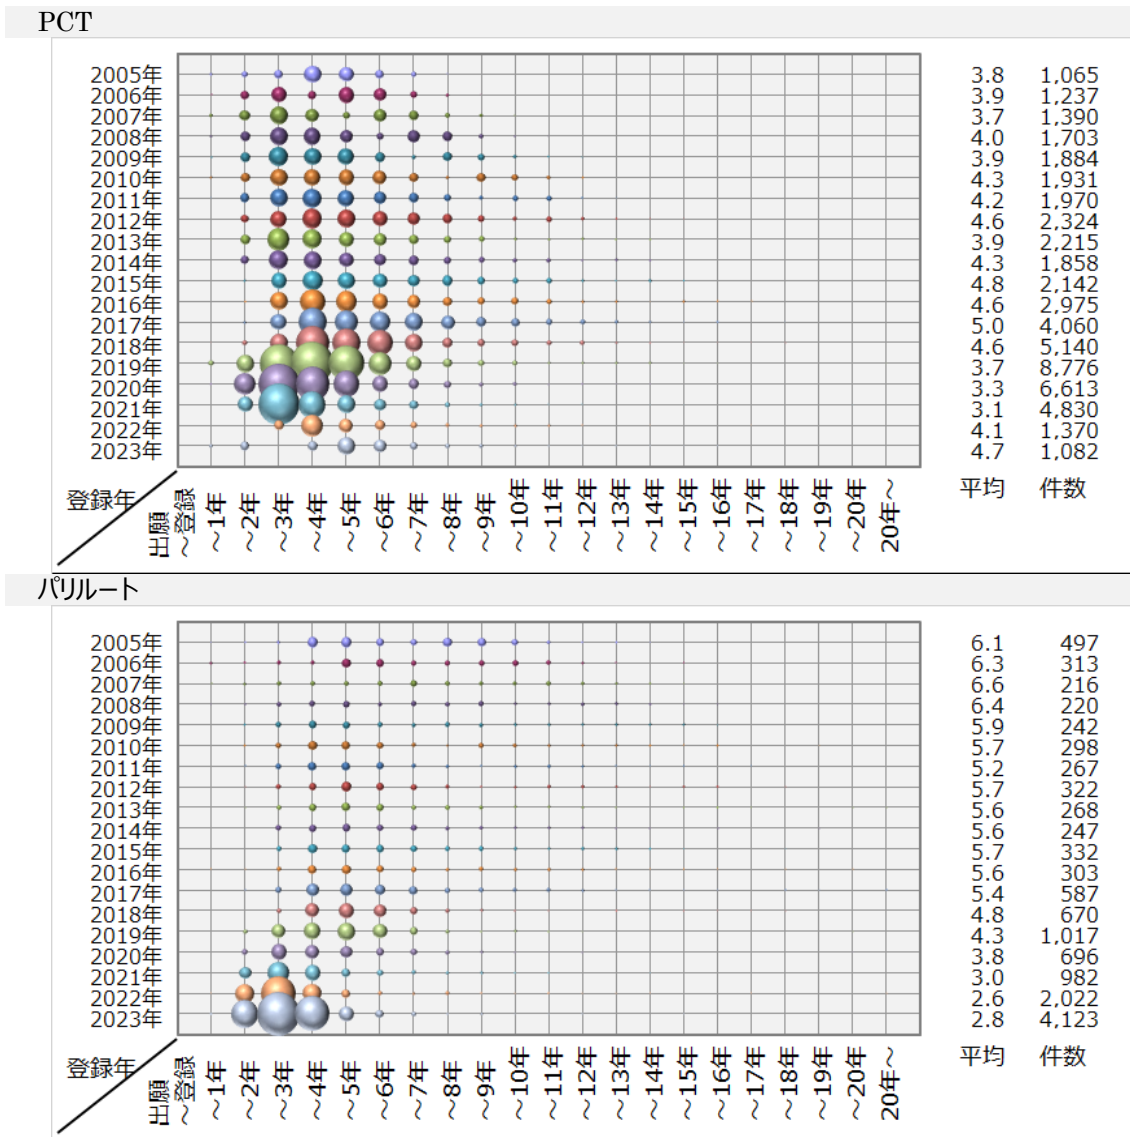 PCT
2005年 3.8 1,065
2006年 3.9 1,237
2007年 3.7 1,390
2008年 4.0 1,703
2009年 3.9 1,884
2010年 4.3 1,931
2011年 4.2 1,970
2012年 4.6 2,324
2013年 3.9 2,215
2014年 4.3 1,858
2015年 4.8 2,142
2016年 4.6 2,975
2017年 5.0 4,060
2018年 4.6 5,140
2019年 3.7 8,776
2020年 3.3 6,613
2021年 3.1 4,830
2022年 4.1 1,370
2023年 4.7 1,082
登録年 出願～登録 ～1年 ～2年 ～3年 ～4年 ～5年 ～6年 ～7年 ～8年 ～9年 ～10年 ～11年 ～12年 ～13年 ～14年 ～15年 ～16年 ～17年 ～18年 ～19年 ～20年 20年～ 平均 件数
パリルート
2005年 6.1 497
2006年 6.3 313
2007年 6.6 216
2008年 6.4 220
2009年 5.9 242
2010年 5.7 298
2011年 5.2 267
2012年 5.7 322
2013年 5.6 268
2014年 5.6 247
2015年 5.7 332
2016年 5.6 303
2017年 5.4 587
2018年 4.8 670
2019年 4.3 1,017
2020年 3.8 696
2021年 3.0 982
2022年 2.6 2,022
2023年 2.8 4,123
登録年 出願～登録 ～1年 ～2年 ～3年 ～4年 ～5年 ～6年 ～7年 ～8年 ～9年 ～10年 ～11年 ～12年 ～13年 ～14年 ～15年 ～16年 ～17年 ～18年 ～19年 ～20年 20年～ 平均 件数